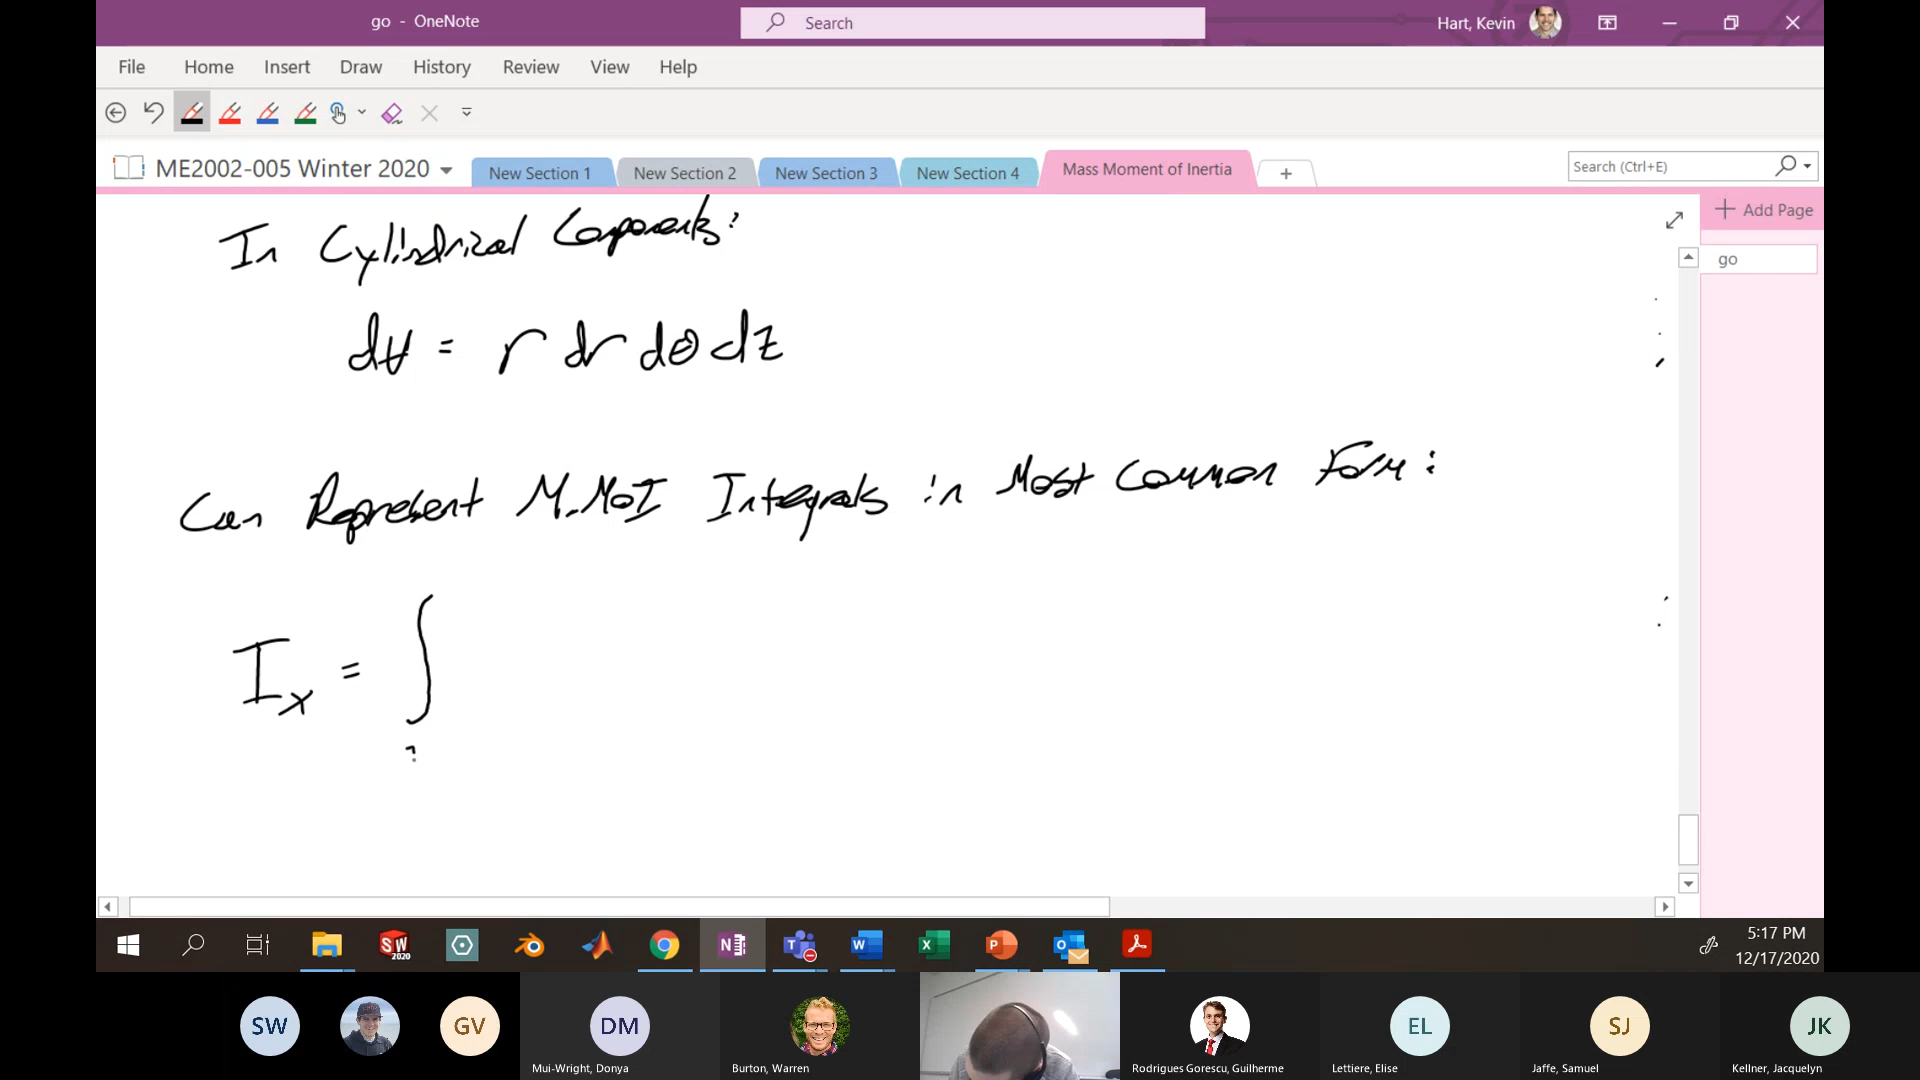 go - OneNote
Search
Hart, Kevin
File Home Insert Draw History Review View Help
ME2002-005 Winter 2020
New Section 1
New Section 2
New Section 3
New Section 4
Mass Moment of Inertia
Search (Ctrl+E)
Add Page
go
In Cylindrical Components:
dV = r dr dθ dz
Can Represent M.MoI Integrals in Most Common Form:
Iₓ = ∫
SW 2020
5:17 PM
12/17/2020
SW
GV
DM
EL
SJ
JK
Mui-Wright, Donya
Burton, Warren
Rodrigues Gorescu, Guilherme
Lettiere, Elise
Jaffe, Samuel
Kellner, Jacquelyn